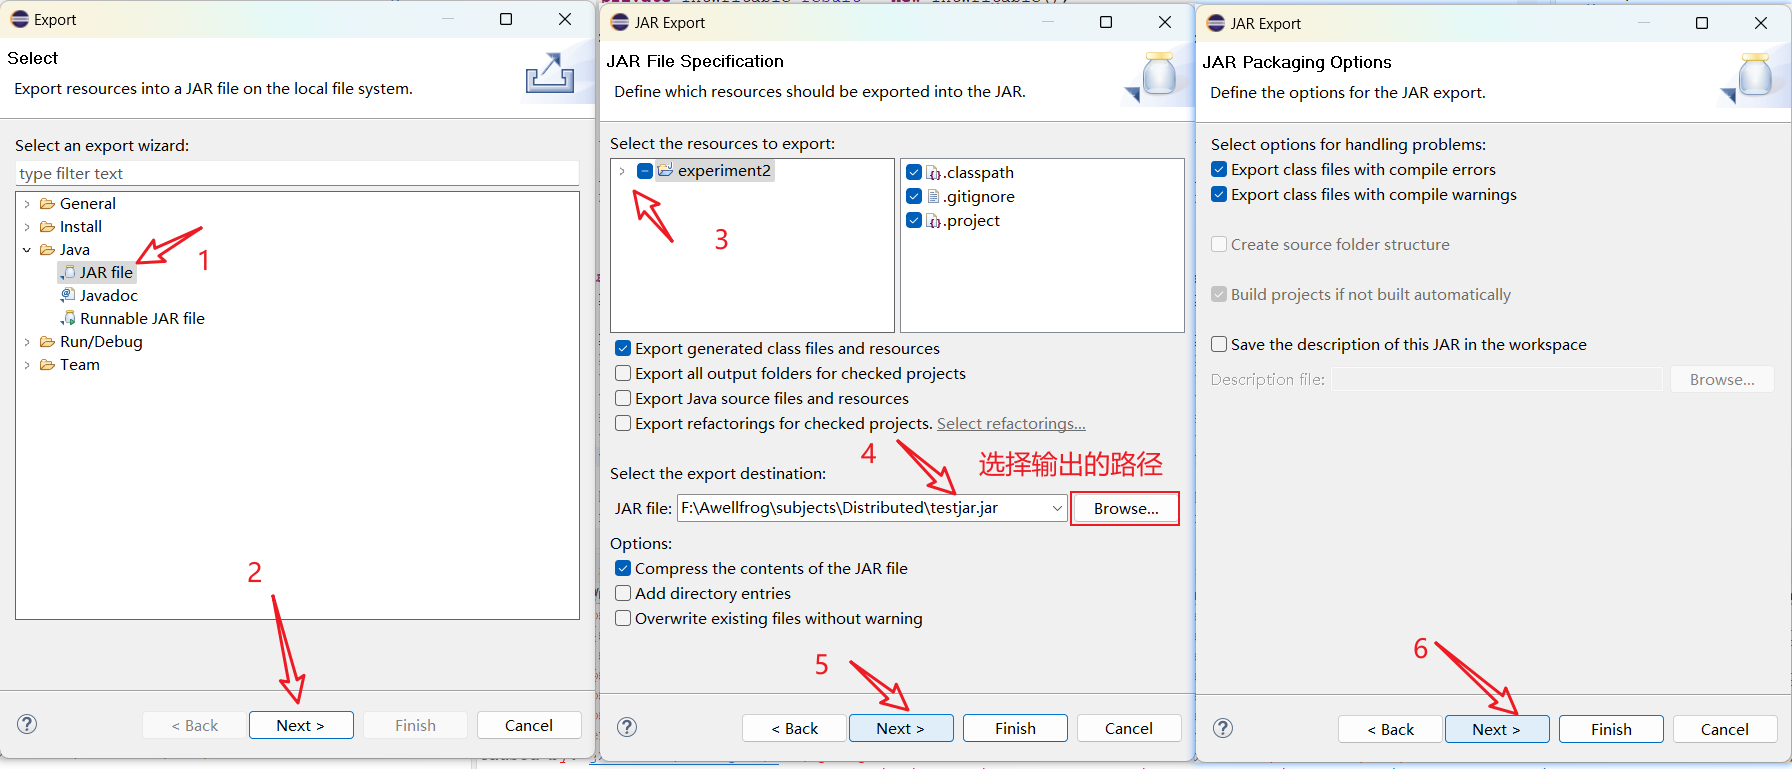 Export
Select
Export resources into a JAR file on the local file system.
Select an export wizard:
type filter text
General
Install
Java
JAR file
Javadoc
Runnable JAR file
Run/Debug
Team
1
2
< Back
Next >
Finish
Cancel
JAR Export
JAR File Specification
Define which resources should be exported into the JAR.
Select the resources to export:
experiment2
.classpath
.gitignore
.project
3
Export generated class files and resources
Export all output folders for checked projects
Export Java source files and resources
Export refactorings for checked projects. Select refactorings...
4
选择输出的路径
Select the export destination:
JAR file: F:\Awellfrog\subjects\Distributed\testjar.jar
Browse...
Options:
Compress the contents of the JAR file
Add directory entries
Overwrite existing files without warning
5
< Back
Next >
Finish
Cancel
JAR Export
JAR Packaging Options
Define the options for the JAR export.
Select options for handling problems:
Export class files with compile errors
Export class files with compile warnings
Create source folder structure
Build projects if not built automatically
Save the description of this JAR in the workspace
Description file:
Browse...
6
< Back
Next >
Finish
Cancel